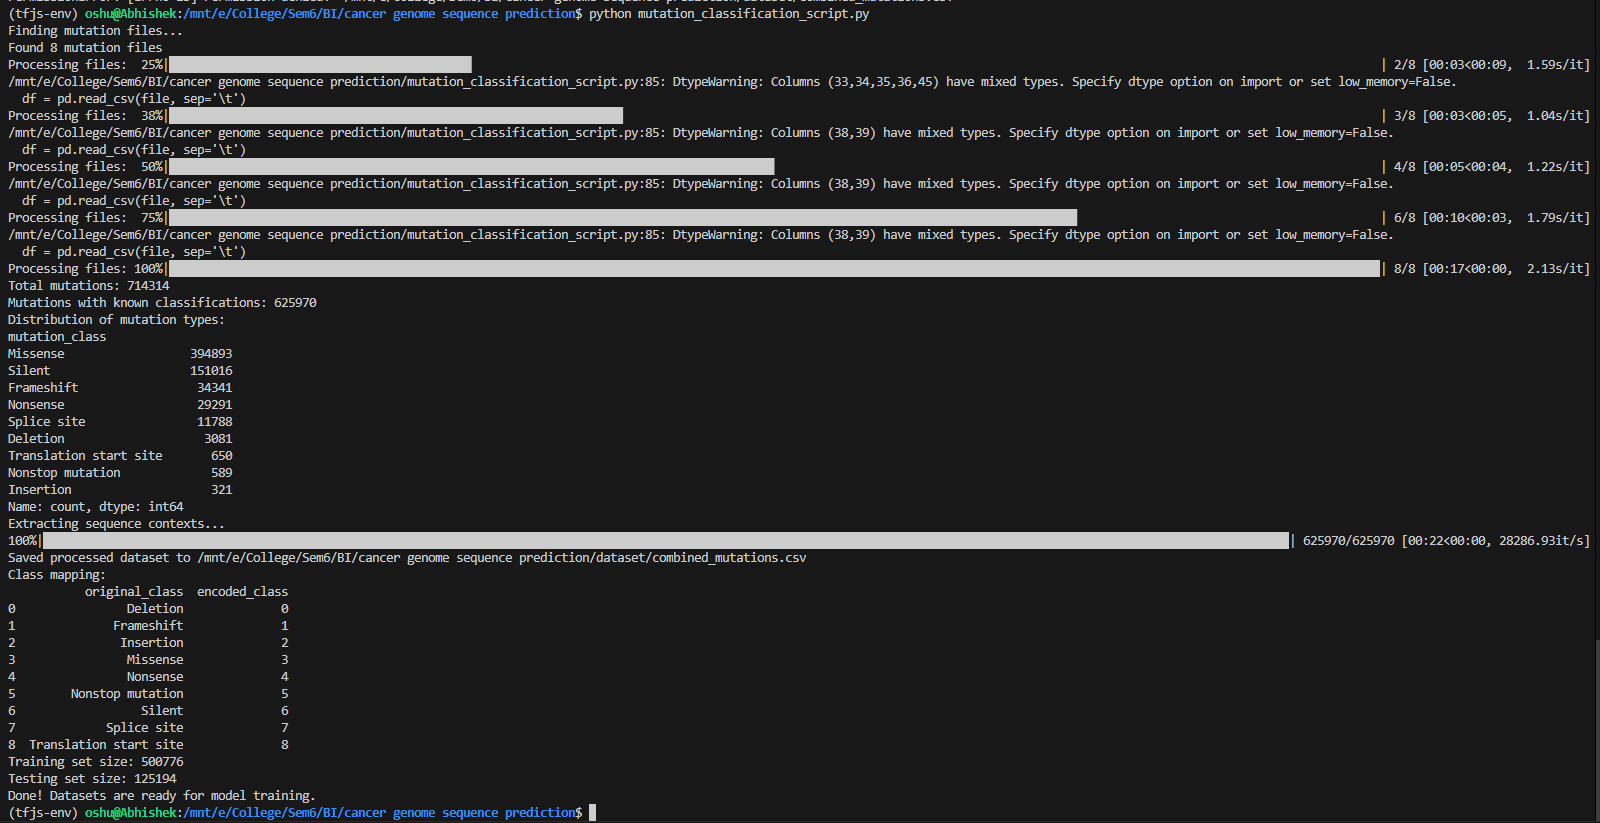 (tfjs-env) oshu@Abhishek:/mnt/e/College/Sem6/BI/cancer genome sequence prediction$ python mutation_classification_script.py
Finding mutation files...
Found 8 mutation files
Processing files:  25%| | 2/8 [00:03<00:09,  1.59s/it]
/mnt/e/College/Sem6/BI/cancer genome sequence prediction/mutation_classification_script.py:85: DtypeWarning: Columns (33,34,35,36,45) have mixed types. Specify dtype option on import or set low_memory=False.
  df = pd.read_csv(file, sep='\t')
Processing files:  38%| | 3/8 [00:03<00:05,  1.04s/it]
/mnt/e/College/Sem6/BI/cancer genome sequence prediction/mutation_classification_script.py:85: DtypeWarning: Columns (38,39) have mixed types. Specify dtype option on import or set low_memory=False.
  df = pd.read_csv(file, sep='\t')
Processing files:  50%| | 4/8 [00:05<00:04,  1.22s/it]
/mnt/e/College/Sem6/BI/cancer genome sequence prediction/mutation_classification_script.py:85: DtypeWarning: Columns (38,39) have mixed types. Specify dtype option on import or set low_memory=False.
  df = pd.read_csv(file, sep='\t')
Processing files:  75%| | 6/8 [00:10<00:03,  1.79s/it]
/mnt/e/College/Sem6/BI/cancer genome sequence prediction/mutation_classification_script.py:85: DtypeWarning: Columns (38,39) have mixed types. Specify dtype option on import or set low_memory=False.
  df = pd.read_csv(file, sep='\t')
Processing files: 100%| | 8/8 [00:17<00:00,  2.13s/it]
Total mutations: 714314
Mutations with known classifications: 625970
Distribution of mutation types:
mutation_class
Missense                  394893
Silent                    151016
Frameshift                 34341
Nonsense                   29291
Splice site                11788
Deletion                    3081
Translation start site       650
Nonstop mutation             589
Insertion                    321
Name: count, dtype: int64
Extracting sequence contexts...
100%| | 625970/625970 [00:22<00:00, 28286.93it/s]
Saved processed dataset to /mnt/e/College/Sem6/BI/cancer genome sequence prediction/dataset/combined_mutations.csv
Class mapping:
           original_class  encoded_class
0                Deletion              0
1              Frameshift              1
2               Insertion              2
3                Missense              3
4                Nonsense              4
5        Nonstop mutation              5
6                  Silent              6
7             Splice site              7
8  Translation start site              8
Training set size: 500776
Testing set size: 125194
Done! Datasets are ready for model training.
(tfjs-env) oshu@Abhishek:/mnt/e/College/Sem6/BI/cancer genome sequence prediction$